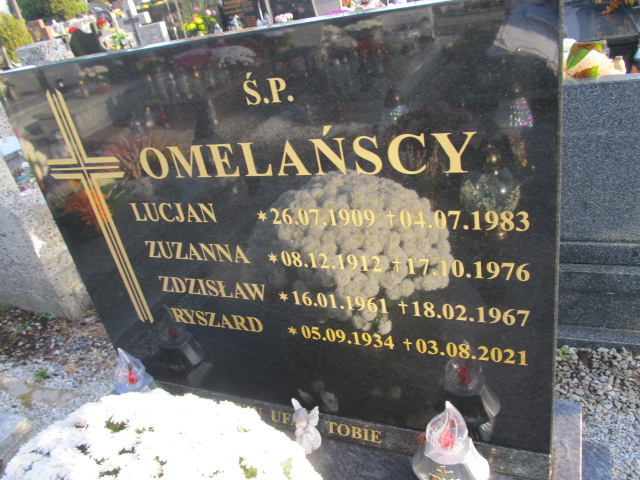 Ś.P.
OMELAŃSCY
LUCJAN *26.07.1909 †04.07.1983
ZUZANNA *08.12.1912 †17.10.1976
ZDZISŁAW *16.01.1961 †18.02.1967
RYSZARD *05.09.1934 †03.08.2021
TOBIE